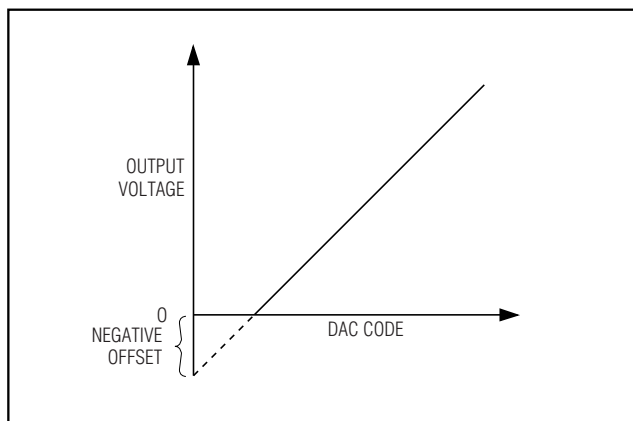 OUTPUT
VOLTAGE
0
DAC CODE
NEGATIVE
OFFSET